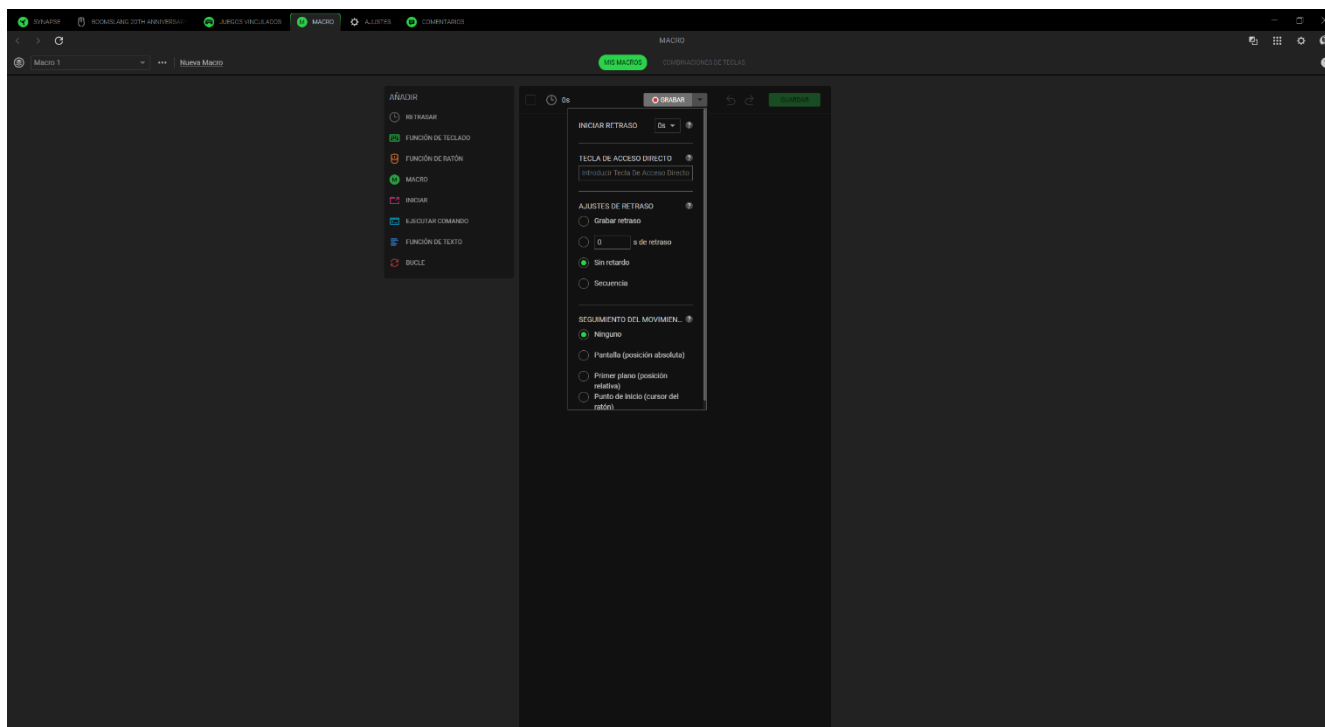 SYNAPSE
BOOMSLANG 20TH ANNIVERSARY
JUEGOS VINCULADOS
MACRO
AJUSTES
COMENTARIOS
MACRO
Macro 1
Nueva Macro
MIS MACROS
COMBINACIONES DE TECLAS
AÑADIR
RETRASAR
FUNCIÓN DE TECLADO
FUNCIÓN DE RATÓN
MACRO
INICIAR
EJECUTAR COMANDO
FUNCIÓN DE TEXTO
BUCLE
0s
GRABAR
GUARDAR
INICIAR RETRASO
0s
TECLA DE ACCESO DIRECTO
Introducir Tecla De Acceso Directo
AJUSTES DE RETRASO
Grabar retraso
0 s de retraso
Sin retardo
Secuencia
SEGUIMIENTO DEL MOVIMIEN...
Ninguno
Pantalla (posición absoluta)
Primer plano (posición
relativa)
Punto de inicio (cursor del
ratón)